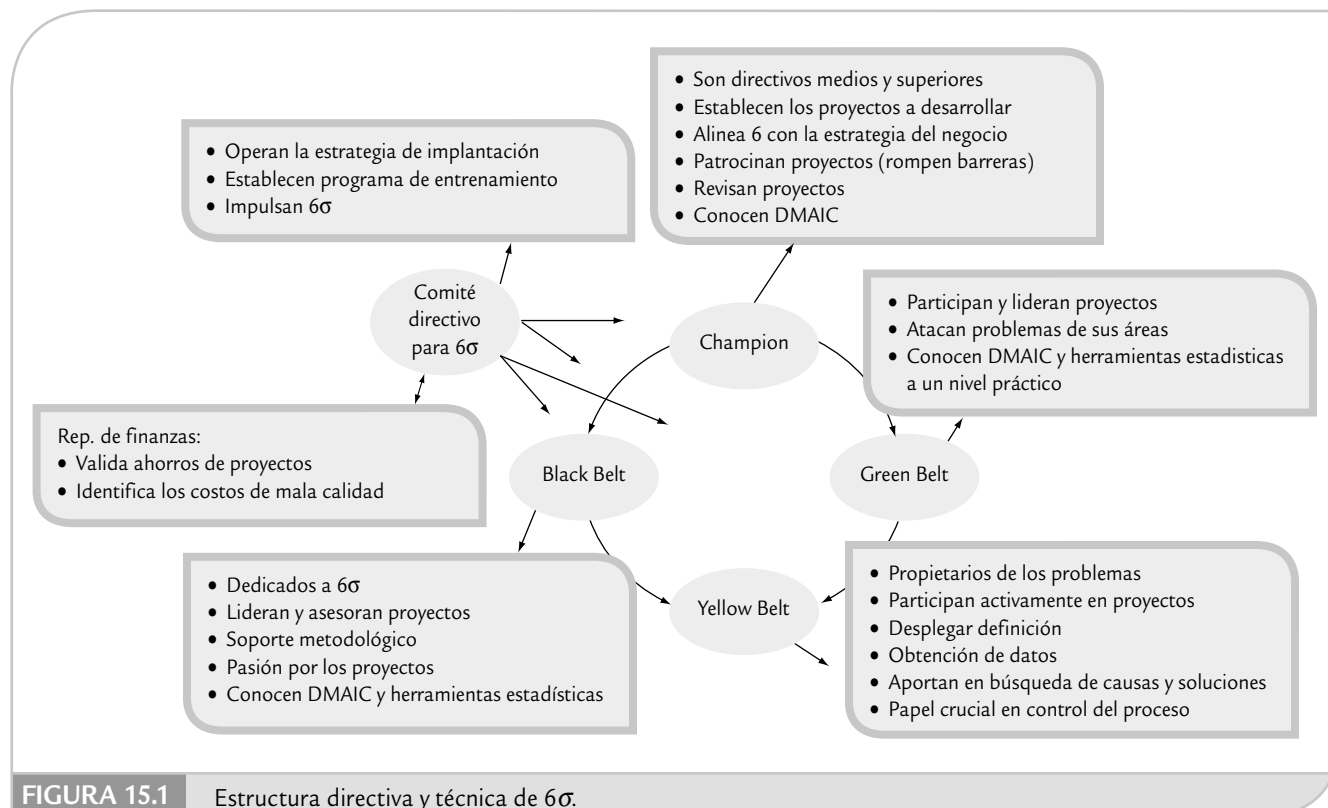 • Son directivos medios y superiores
• Establecen los proyectos a desarrollar
• Alinea 6 con la estrategia del negocio
• Patrocinan proyectos (rompen barreras)
• Revisan proyectos
• Conocen DMAIC
• Operan la estrategia de implantación
• Establecen programa de entrenamiento
• Impulsan 6σ
Comité
directivo
para 6σ
Champion
• Participan y lideran proyectos
• Atacan problemas de sus áreas
• Conocen DMAIC y herramientas estadisticas
a un nivel práctico
Rep. de finanzas:
• Valida ahorros de proyectos
• Identifica los costos de mala calidad
Black Belt
Green Belt
• Dedicados a 6σ
• Lideran y asesoran proyectos
• Soporte metodológico
• Pasión por los proyectos
• Conocen DMAIC y herramientas estadísticas
Yellow Belt
• Propietarios de los problemas
• Participan activamente en proyectos
• Desplegar definición
• Obtención de datos
• Aportan en búsqueda de causas y soluciones
• Papel crucial en control del proceso
FIGURA 15.1 Estructura directiva y técnica de 6σ.